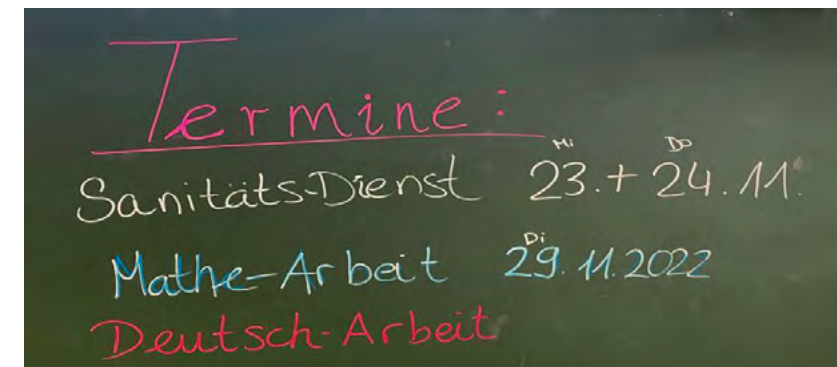 Termine:
Mi Do
Sanitäts-Dienst 23.+ 24.11.
Di
Mathe-Arbeit 29.11.2022
Deutsch-Arbeit